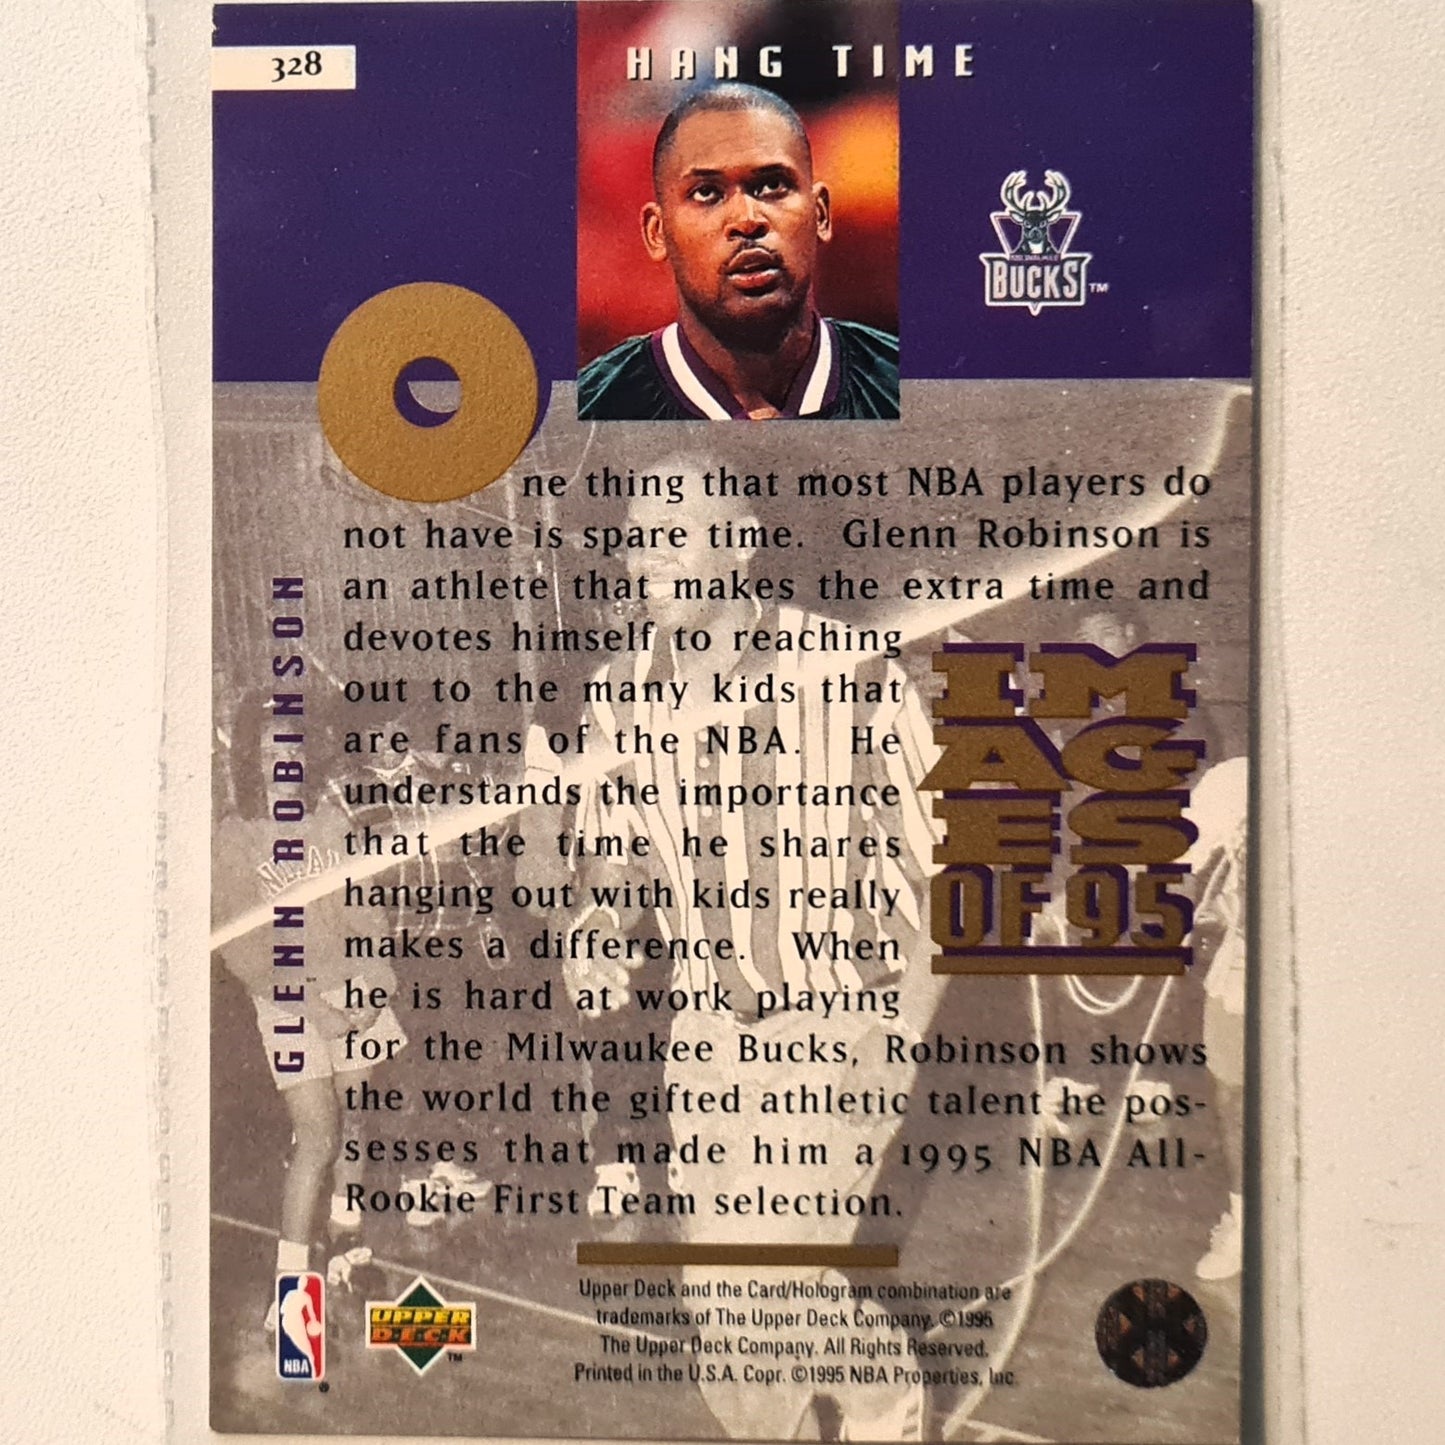 328
HANG TIME
BUCKS™
One thing that most NBA players do
not have is spare time. Glenn Robinson is
an athlete that makes the extra time and
devotes himself to reaching
out to the many kids that
are fans of the NBA. He
understands the importance
that the time he shares
hanging out with kids really
makes a difference. When
he is hard at work playing
for the Milwaukee Bucks, Robinson shows
the world the gifted athletic talent he pos-
sesses that made him a 1995 NBA All-
Rookie First Team selection.
GLENN ROBINSON
IM
AG
ES
OF 95
NBA
®
UPPER
DECK
™
Upper Deck and the Card/Hologram combination are
trademarks of The Upper Deck Company. ©1995
The Upper Deck Company. All Rights Reserved.
Printed in the U.S.A. Copr. ©1995 NBA Properties, Inc.